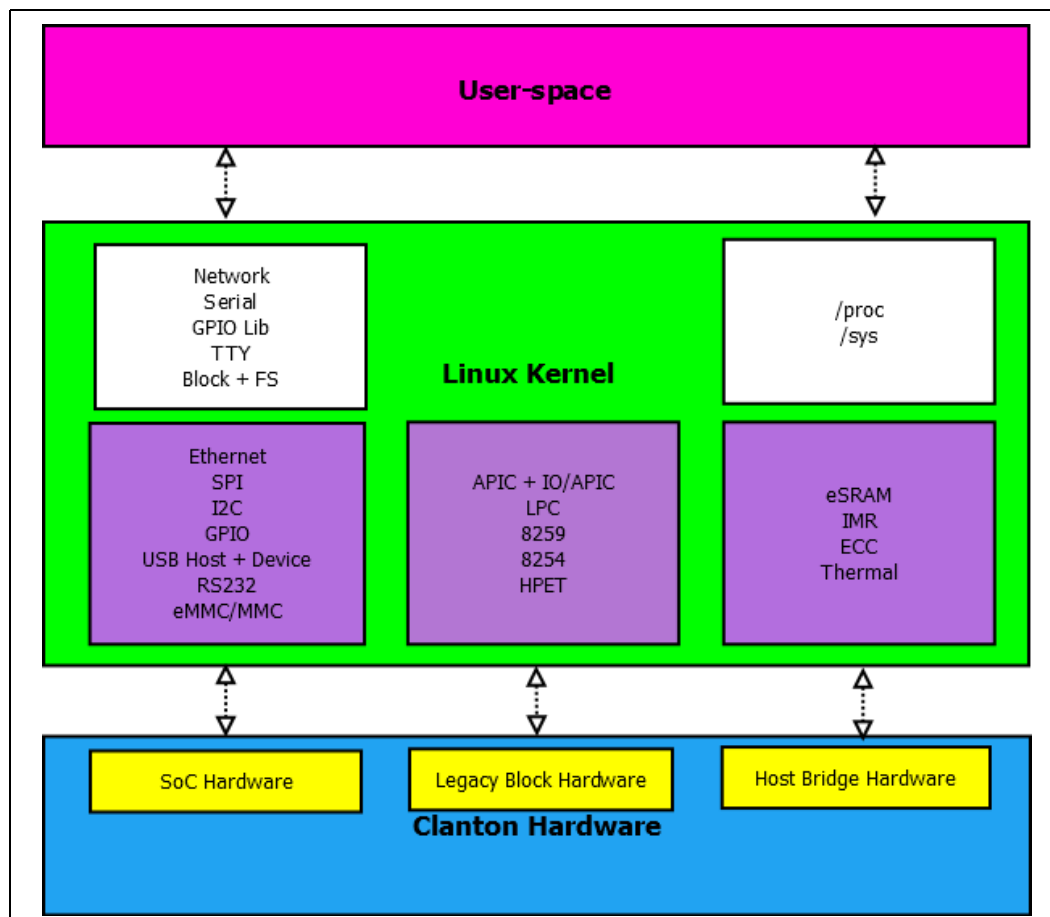 User-space
Network
Serial
GPIO Lib
TTY
Block + FS
/proc
/sys
Linux Kernel
Ethernet
SPI
I2C
GPIO
USB Host + Device
RS232
eMMC/MMC
APIC + IO/APIC
LPC
8259
8254
HPET
eSRAM
IMR
ECC
Thermal
SoC Hardware
Legacy Block Hardware
Host Bridge Hardware
Clanton Hardware